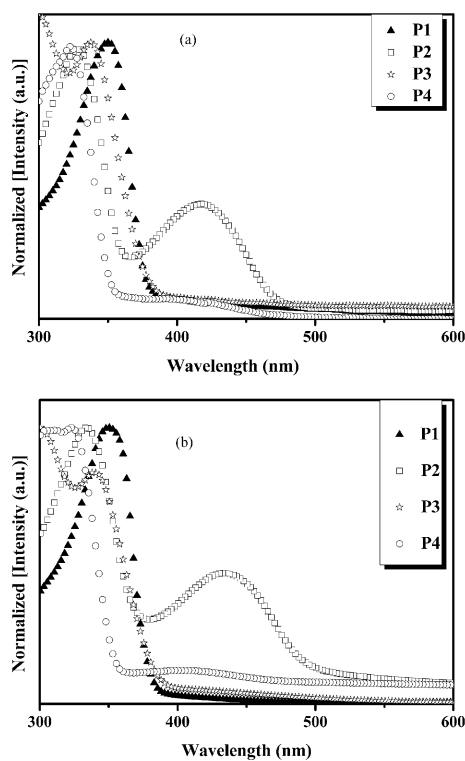 (a)
P1
P2
P3
P4
Normalized [Intensity (a.u.)]
300
400
500
600
Wavelength (nm)
(b)
P1
P2
P3
P4
Normalized [Intensity (a.u.)]
300
400
500
600
Wavelength (nm)